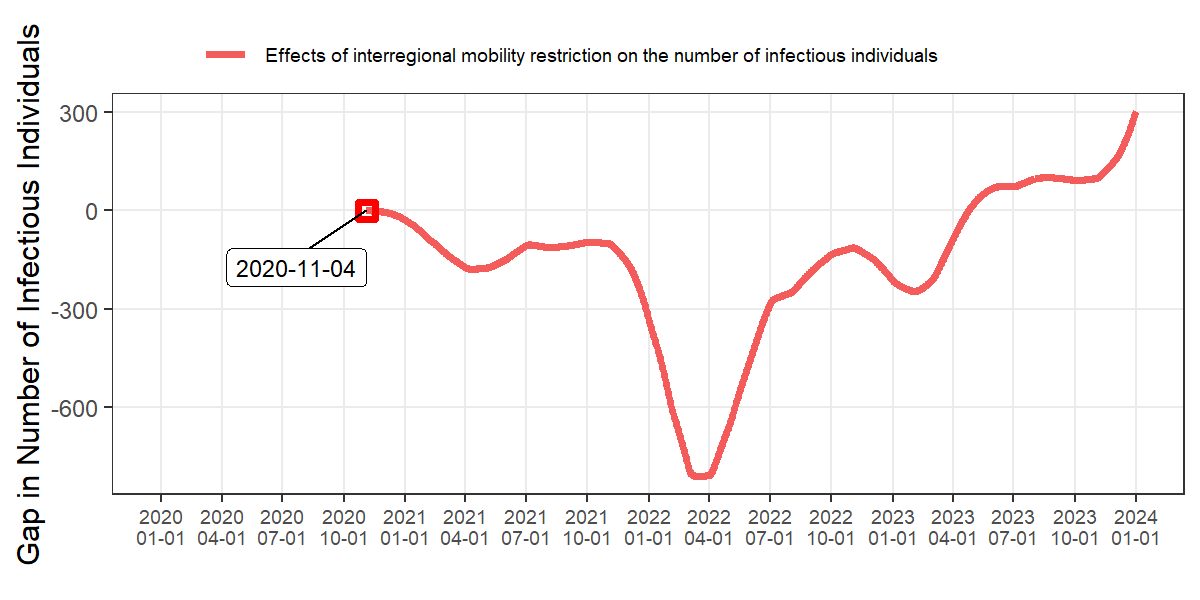 Effects of interregional mobility restriction on the number of infectious individuals
Gap in Number of Infectious Individuals
300
0
-300
-600
2020-11-04
2020 2020 2020 2020 2021 2021 2021 2021 2022 2022 2022 2022 2023 2023 2023 2023 2024
01-01 04-01 07-01 10-01 01-01 04-01 07-01 10-01 01-01 04-01 07-01 10-01 01-01 04-01 07-01 10-01 01-01